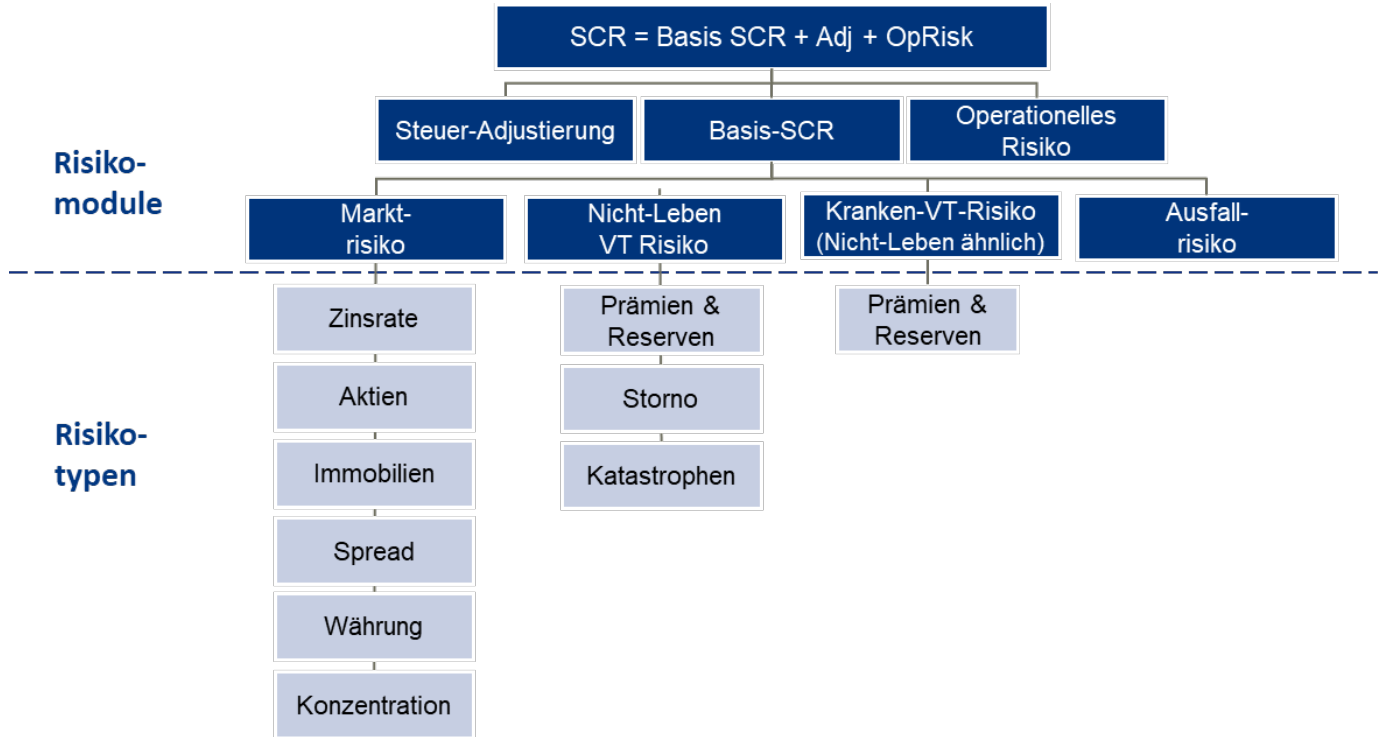 SCR = Basis SCR + Adj + OpRisk
Steuer-Adjustierung
Basis-SCR
Operationelles
Risiko
Risiko-
module
Markt-
risiko
Nicht-Leben
VT Risiko
Kranken-VT-Risiko
(Nicht-Leben ähnlich)
Ausfall-
risiko
Risiko-
typen
Zinsrate
Aktien
Immobilien
Spread
Währung
Konzentration
Prämien &
Reserven
Storno
Katastrophen
Prämien &
Reserven